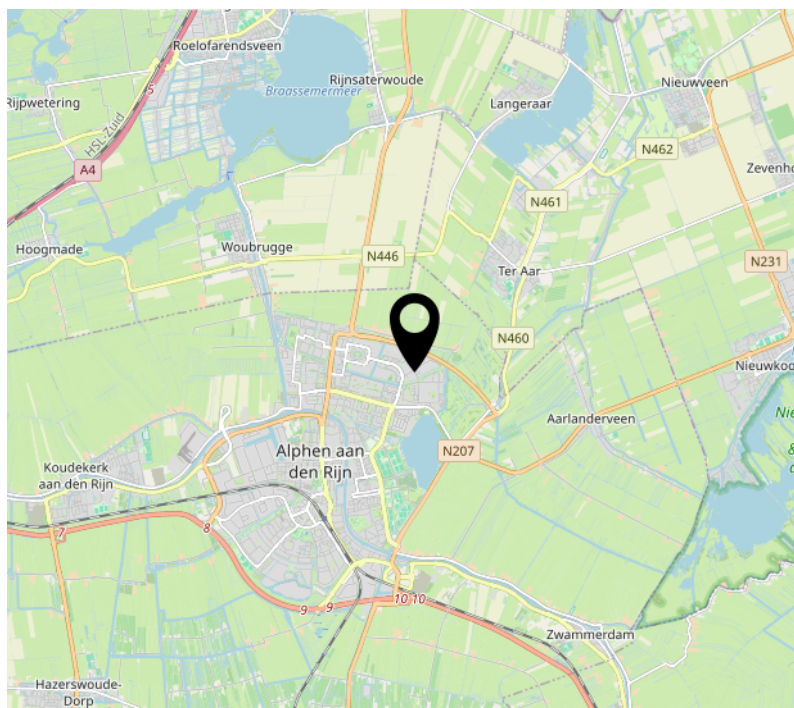 Roelofarendsveen
Rijnsaterwoude
Braassemermeer
Nieuwveen
Rijpwetering
Langeraar
5
HSL-Zuid
N462
A4
Zevenho
N461
Hoogmade
Woubrugge
N446
Ter Aar
N231
N460
Nieuwkoo
Aarlanderveen
Nie
&
Alphen aan
den Rijn
N207
Koudekerk
aan den Rijn
7
8
9
9
10
10
Zwammerdam
Hazerswoude-
Dorp